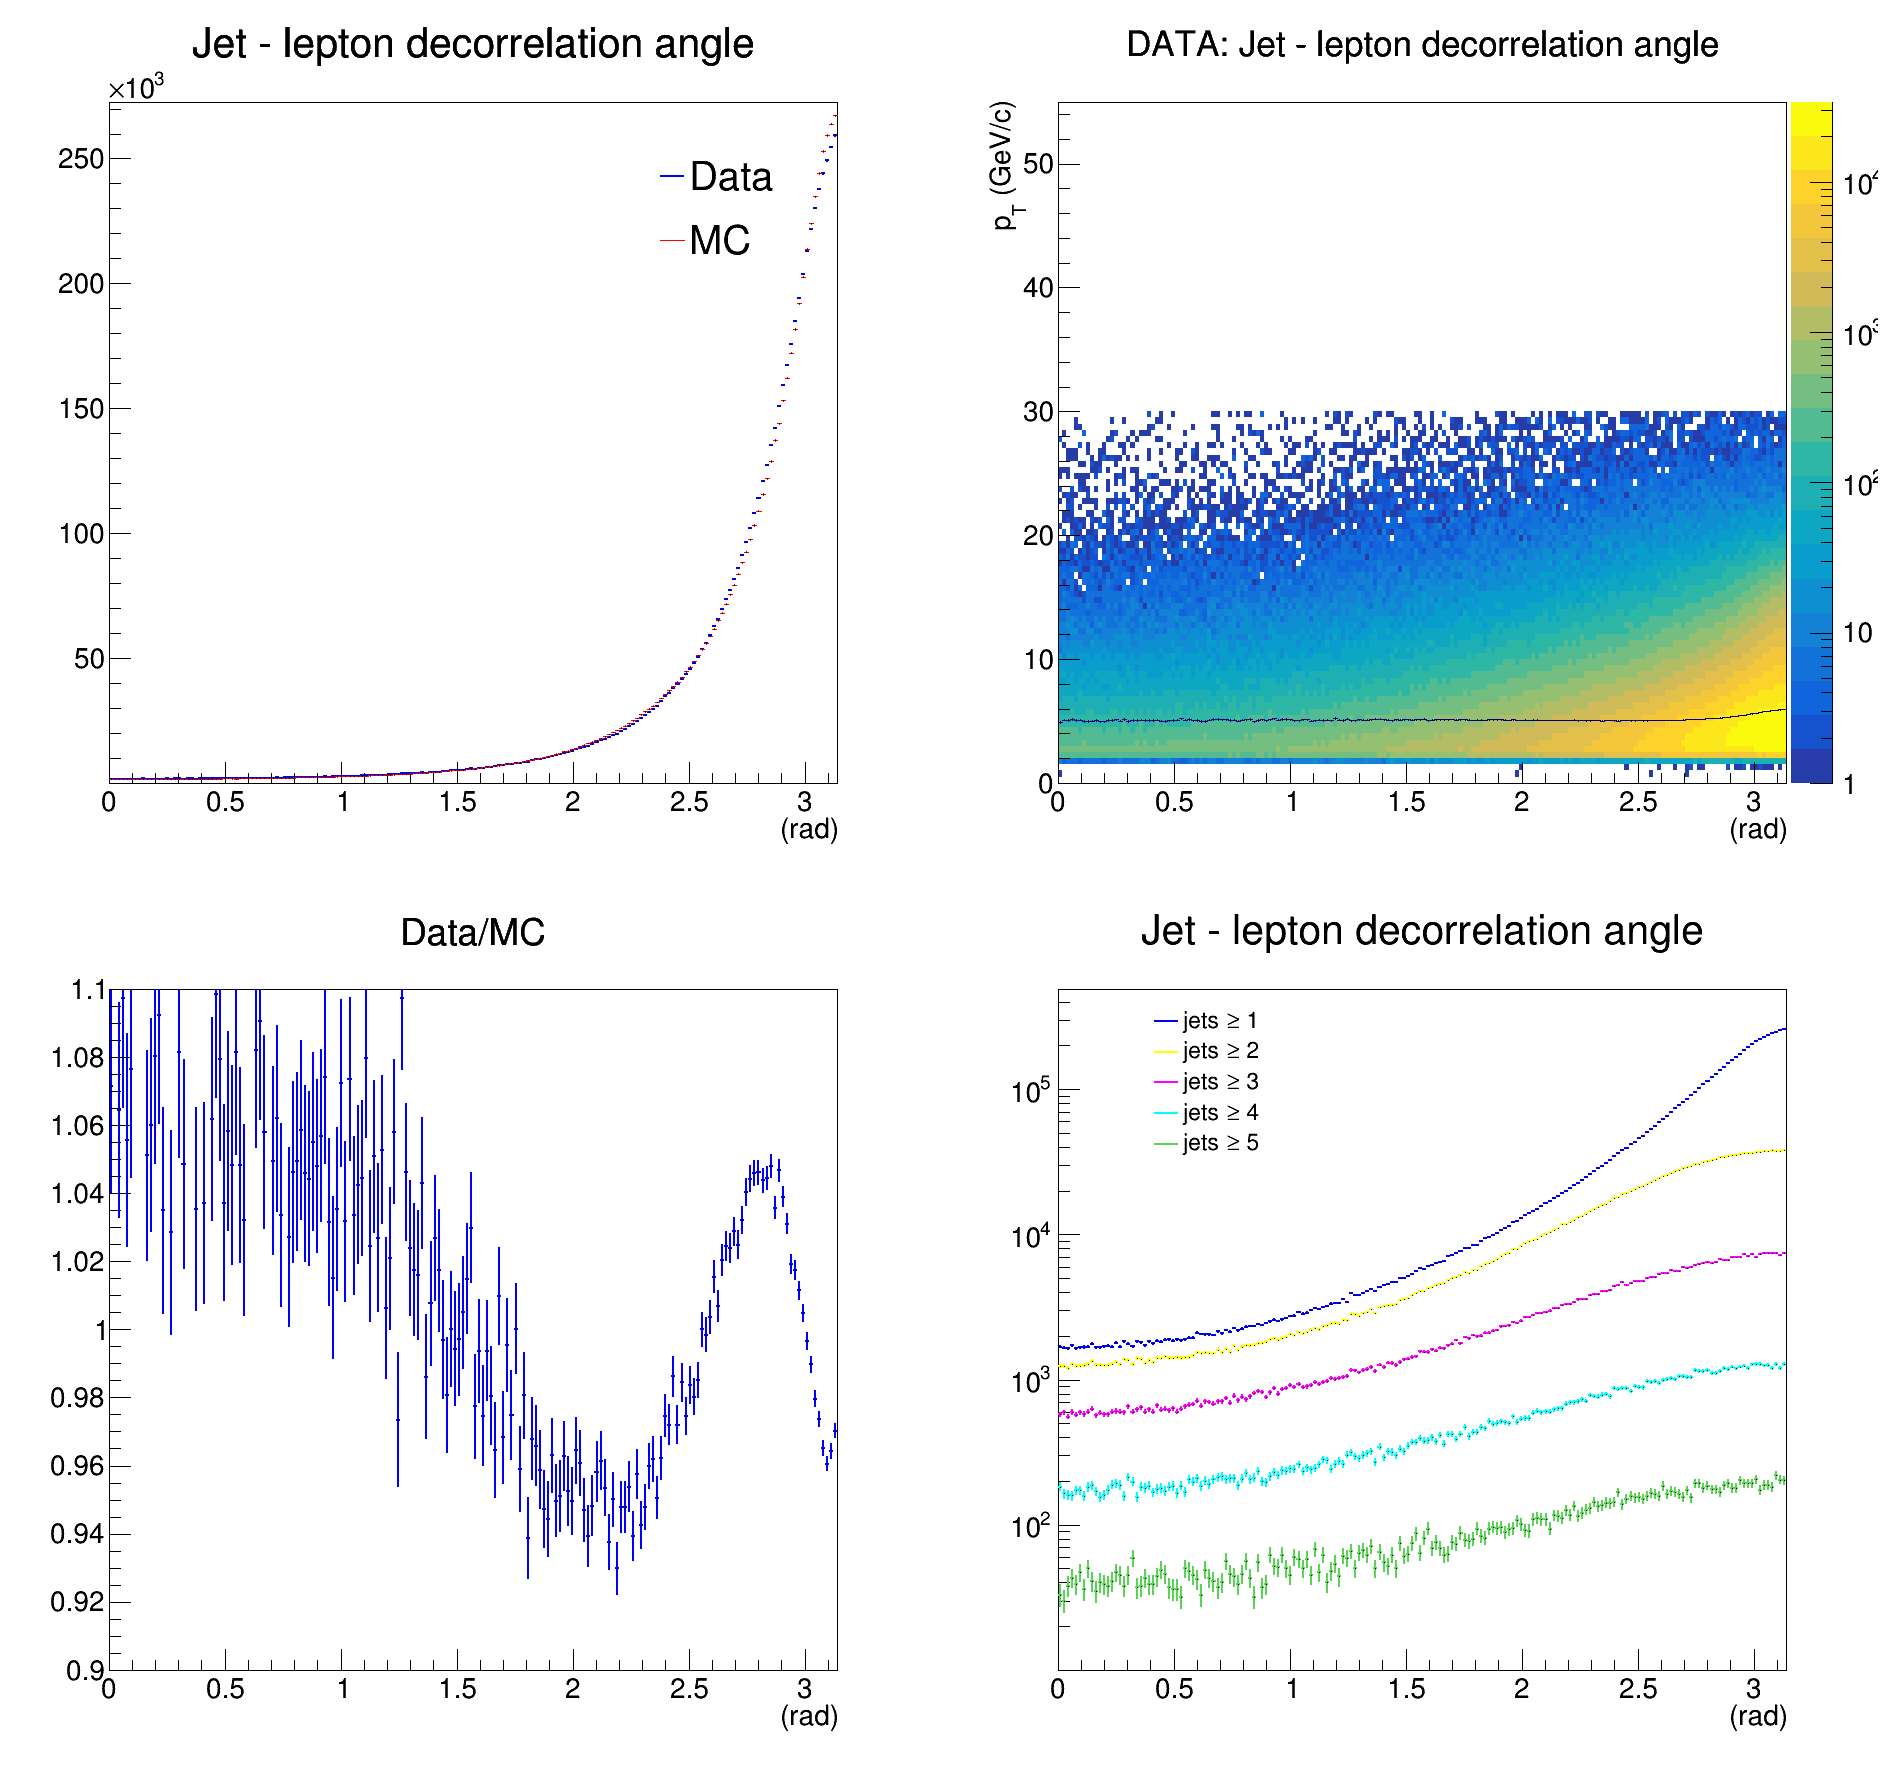 Jet - lepton decorrelation angle
×10³
250
200
150
100
50
0 0.5 1 1.5 2 2.5 3
(rad)
Data
MC
DATA: Jet - lepton decorrelation angle
p_T (GeV/c)
50
40
30
20
10
0
0 0.5 1 1.5 2 2.5 3
(rad)
10⁴
10³
10²
10
1
Data/MC
1.1
1.08
1.06
1.04
1.02
1
0.98
0.96
0.94
0.92
0.9
0 0.5 1 1.5 2 2.5 3
(rad)
Jet - lepton decorrelation angle
jets ≥ 1
jets ≥ 2
jets ≥ 3
jets ≥ 4
jets ≥ 5
10⁵
10⁴
10³
10²
0 0.5 1 1.5 2 2.5 3
(rad)